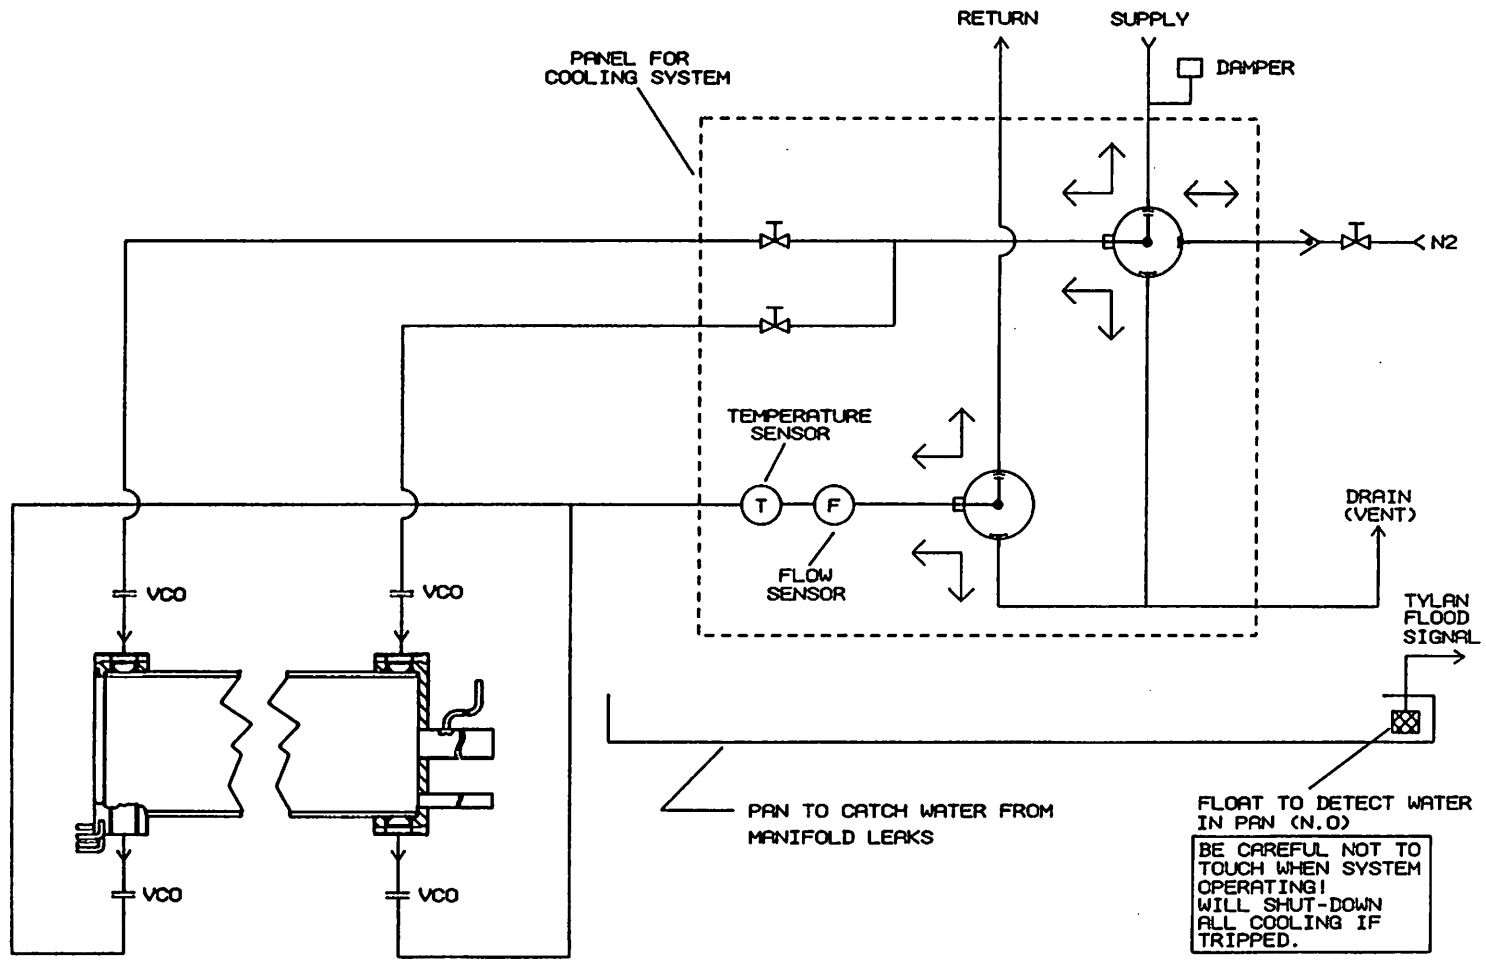 RETURN
SUPPLY
PANEL FOR
COOLING SYSTEM
DAMPER
N2
TEMPERATURE
SENSOR
T
F
FLOW
SENSOR
DRAIN
(VENT)
VCO
VCO
TYLAN
FLOOD
SIGNAL
PAN TO CATCH WATER FROM
MANIFOLD LEAKS
FLOAT TO DETECT WATER
IN PAN (N.O)
BE CAREFUL NOT TO
TOUCH WHEN SYSTEM
OPERATING!
WILL SHUT-DOWN
ALL COOLING IF
TRIPPED.
VCO
VCO